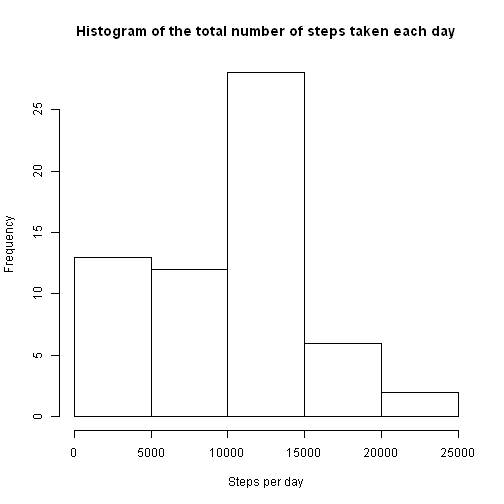 Histogram of the total number of steps taken each day
Frequency
25
20
15
10
5
0
0 5000 10000 15000 20000 25000
Steps per day